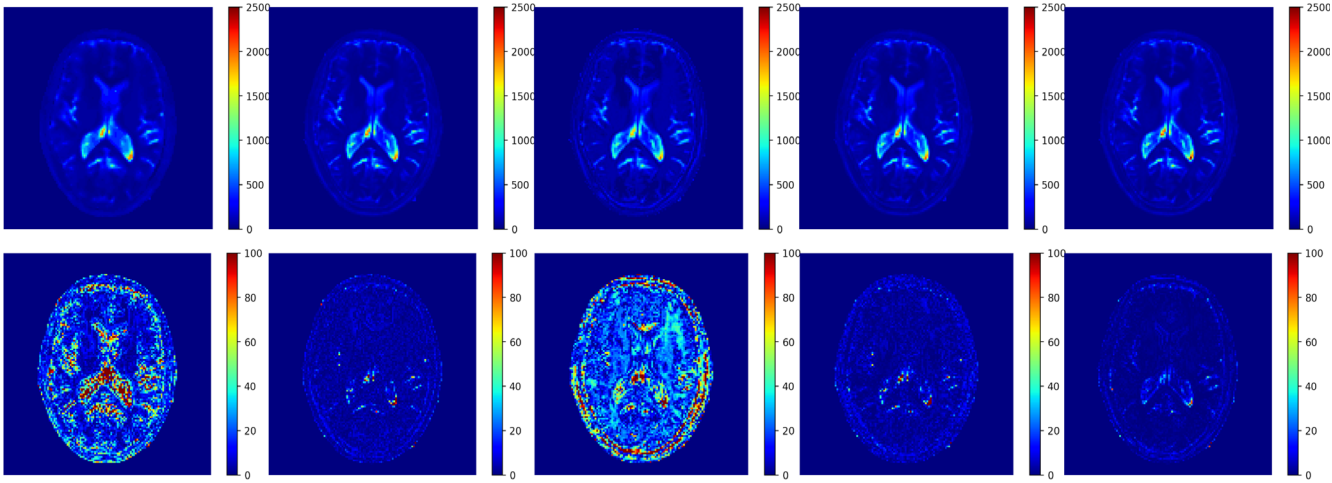 2500 2500 2500 2500 2500
2000 2000 2000 2000 2000
1500 1500 1500 1500 1500
1000 1000 1000 1000 1000
500 500 500 500 500
0 0 0 0 0
100 100 100 100 100
80 80 80 80 80
60 60 60 60 60
40 40 40 40 40
20 20 20 20 20
0 0 0 0 0